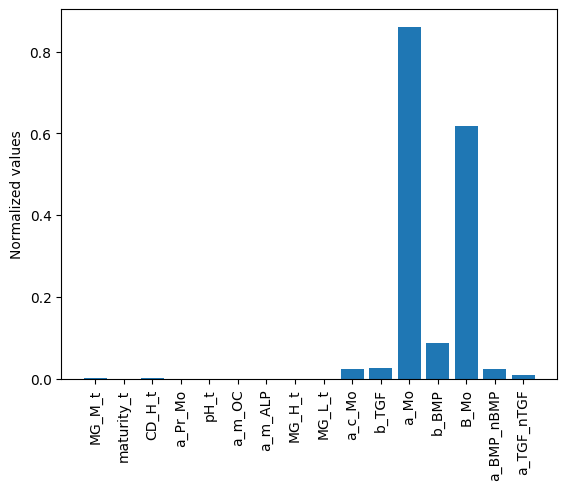 Normalized values
0.8
0.6
0.4
0.2
0.0
MG_M_t
maturity_t
CD_H_t
a_Pr_Mo
pH_t
a_m_OC
a_m_ALP
MG_H_t
MG_L_t
a_c_Mo
b_TGF
a_Mo
b_BMP
B_Mo
a_BMP_nBMP
a_TGF_nTGF